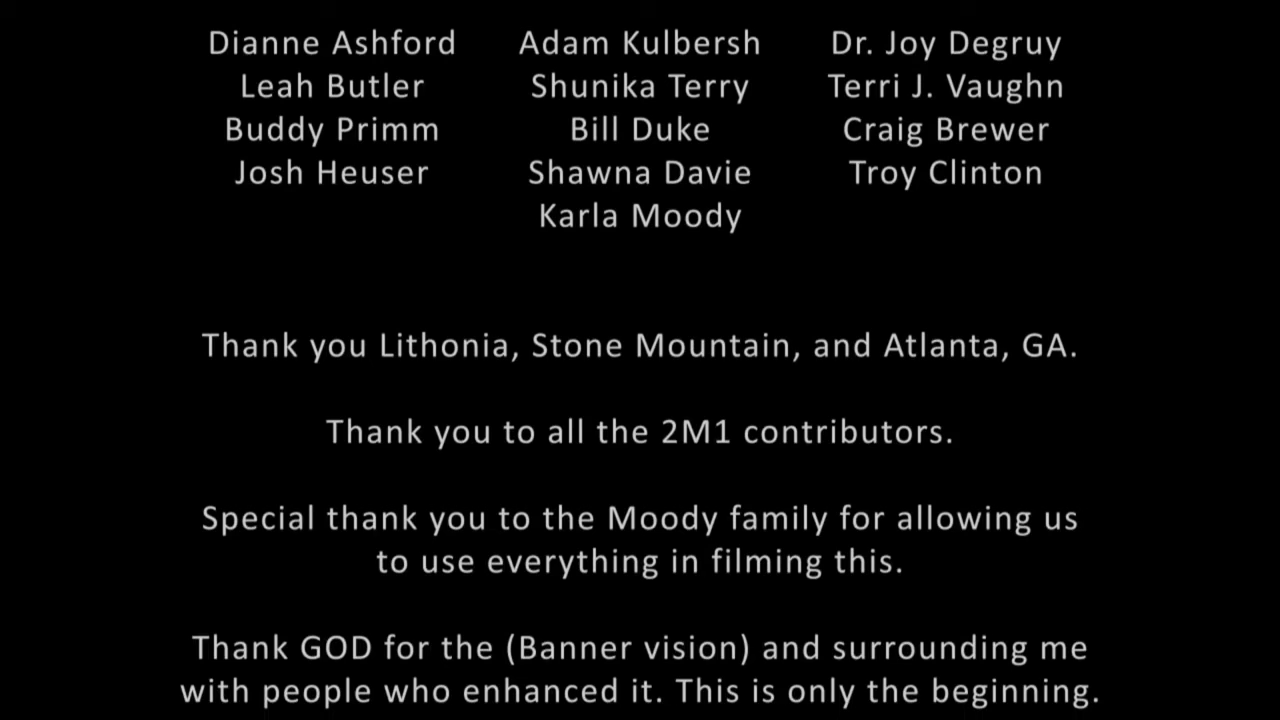 Dianne Ashford Adam Kulbersh Dr. Joy Degruy
Leah Butler Shunika Terry Terri J. Vaughn
Buddy Primm Bill Duke Craig Brewer
Josh Heuser Shawna Davie Troy Clinton
Karla Moody
Thank you Lithonia, Stone Mountain, and Atlanta, GA.
Thank you to all the 2M1 contributors.
Special thank you to the Moody family for allowing us
to use everything in filming this.
Thank GOD for the (Banner vision) and surrounding me
with people who enhanced it. This is only the beginning.